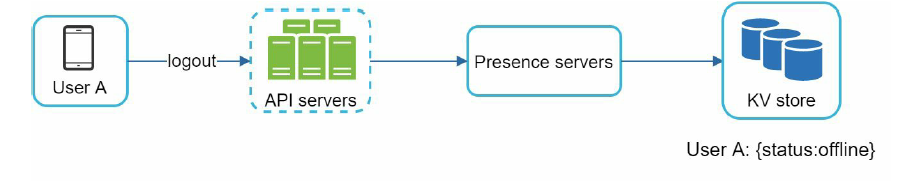 User A
logout
API servers
Presence servers
KV store
User A: {status:offline}